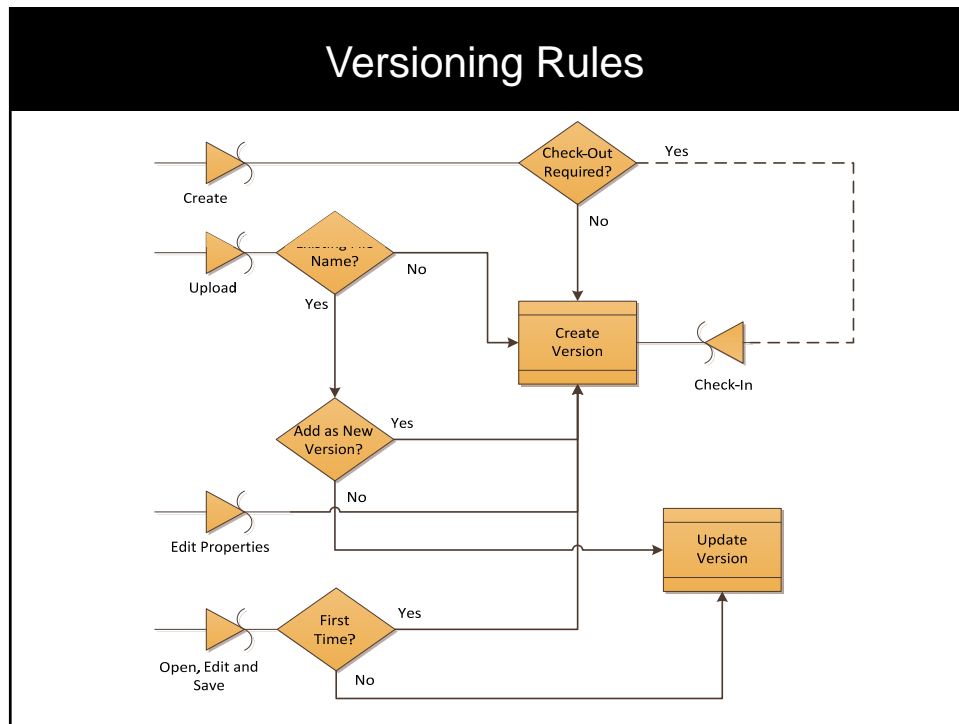 Versioning Rules
Check-Out
Required?
Yes
Create
No
Name?
No
Upload
Yes
Create
Version
Check-In
Add as New
Version?
Yes
No
Edit Properties
Update
Version
First
Time?
Yes
Open, Edit and
Save
No